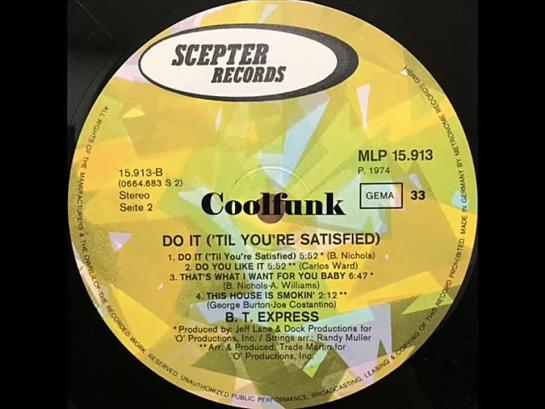 SCEPTER
RECORDS
15.913-B
(0664.683 S 2)
Stereo
Seite 2
MLP 15.913
P. 1974
GEMA 33
Coolfunk
DO IT ('TIL YOU'RE SATISFIED)
1. DO IT ('Til You're Satisfied) 5:52 * (B. Nichols)
2. DO YOU LIKE IT 5:52 ** (Carlos Ward)
3. THAT'S WHAT I WANT FOR YOU BABY 6:47 *
(B. Nichols-A. Williams)
4. THIS HOUSE IS SMOKIN' 2:12 **
(George Burton-Joe Costantino)
B. T. EXPRESS
* Produced by: Jeff Lane & Dock Productions for
'O' Productions, Inc. / Strings arr.: Randy Muller
** Arr. & Produced: Trade Martin for
'O' Productions, Inc.
ALL RIGHTS OF THE MANUFACTURERS & THE OWNER OF THE RECORDED WORK RESERVED. UNAUTHORIZED PUBLIC PERFORMANCE, BROADCASTING, LEASING & COPYING OF THIS DISC PROHIBITED. MADE IN GERMANY BY METRONOME RECORDS GMBH